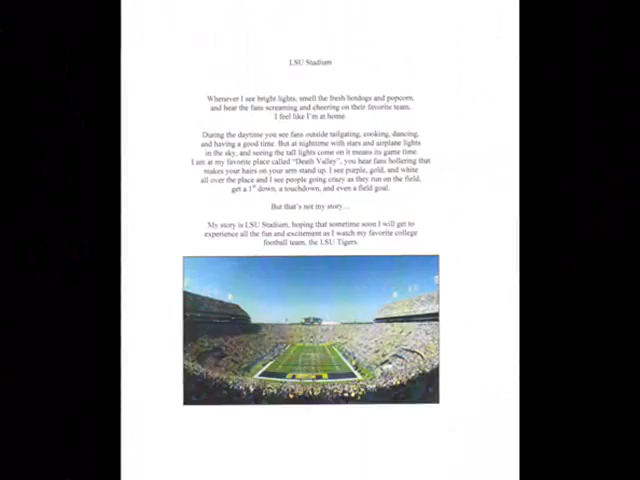 LSU Stadium
Whenever I see bright lights, smell the fresh hotdogs and popcorn,
and hear the fans screaming and cheering on their favorite team,
I feel like I'm at home.
During the daytime you see fans outside tailgating, cooking, dancing,
and having a good time. But at nighttime with stars and airplane lights
in the sky, and seeing the tall lights come on it means its game time.
I am at my favorite place called "Death Valley", you hear fans hollering that
makes your hairs on your arm stand up. I see purple, gold, and white
all over the place and I see people going crazy as they run on the field,
get a 1st down, a touchdown, and even a field goal.
But that's not my story…
My story is LSU Stadium, hoping that sometime soon I will get to
experience all the fun and excitement as I watch my favorite college
football team, the LSU Tigers.